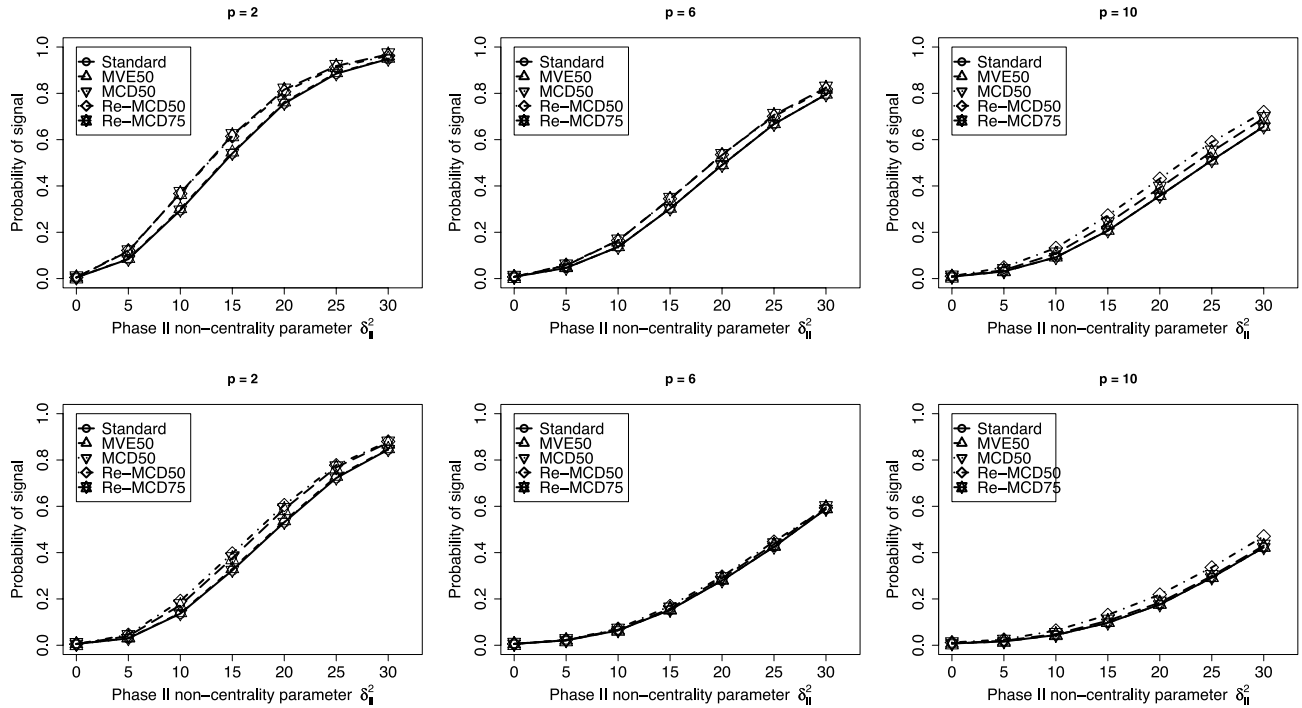 p = 2
Probability of signal
0.0 0.2 0.4 0.6 0.8 1.0
Standard
MVE50
MCD50
Re−MCD50
Re−MCD75
0 5 10 15 20 25 30
Phase II non−centrality parameter δ²II
p = 6
Probability of signal
0.0 0.2 0.4 0.6 0.8 1.0
Standard
MVE50
MCD50
Re−MCD50
Re−MCD75
0 5 10 15 20 25 30
Phase II non−centrality parameter δ²II
p = 10
Probability of signal
0.0 0.2 0.4 0.6 0.8 1.0
Standard
MVE50
MCD50
Re−MCD50
Re−MCD75
0 5 10 15 20 25 30
Phase II non−centrality parameter δ²II
p = 2
Probability of signal
0.0 0.2 0.4 0.6 0.8 1.0
Standard
MVE50
MCD50
Re−MCD50
Re−MCD75
0 5 10 15 20 25 30
Phase II non−centrality parameter δ²II
p = 6
Probability of signal
0.0 0.2 0.4 0.6 0.8 1.0
Standard
MVE50
MCD50
Re−MCD50
Re−MCD75
0 5 10 15 20 25 30
Phase II non−centrality parameter δ²II
p = 10
Probability of signal
0.0 0.2 0.4 0.6 0.8 1.0
Standard
MVE50
MCD50
Re−MCD50
Re−MCD75
0 5 10 15 20 25 30
Phase II non−centrality parameter δ²II